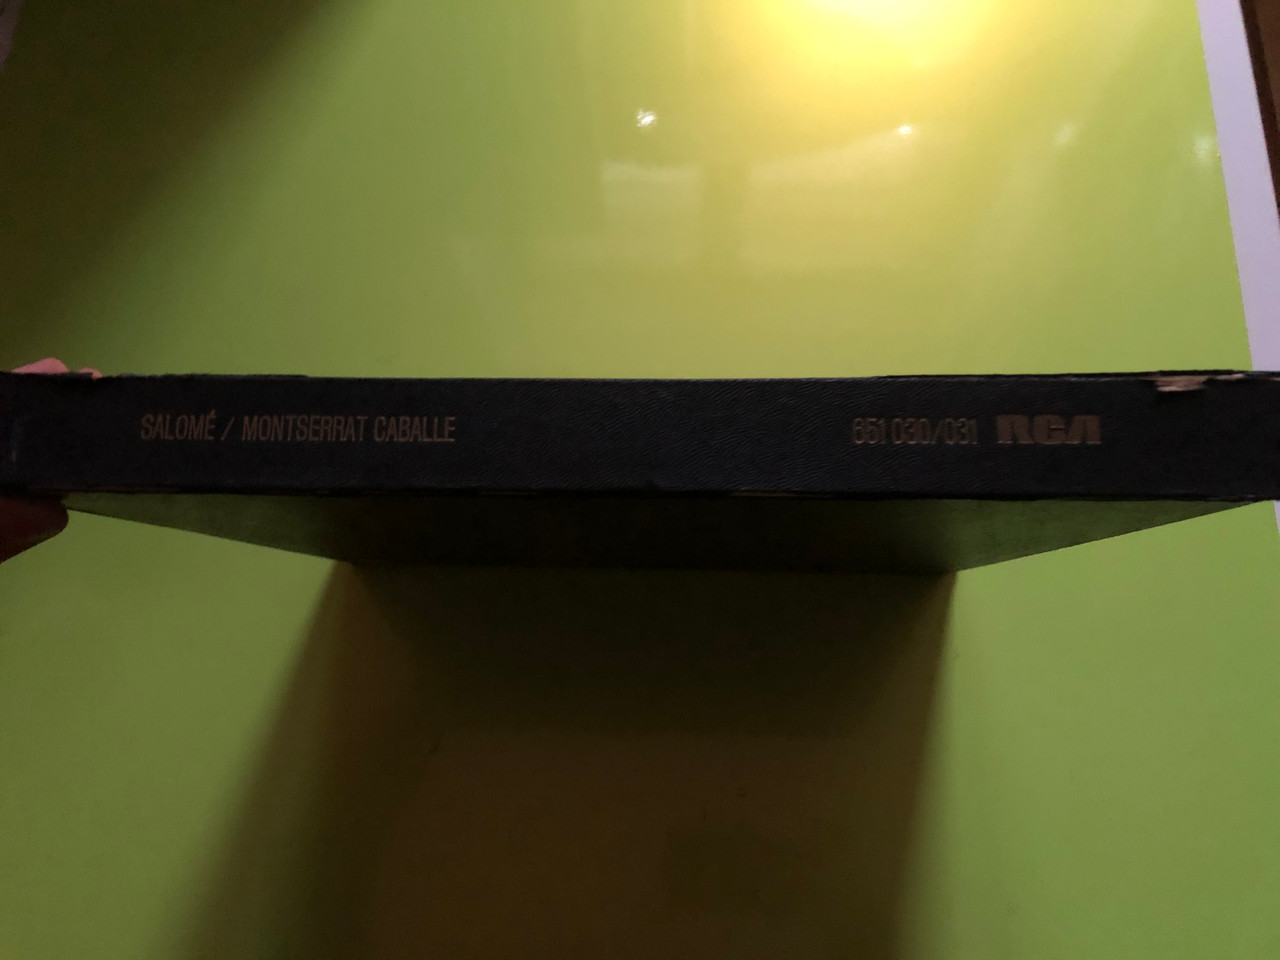 SALOMÉ / MONTSERRAT CABALLE 651 030/031 RCA